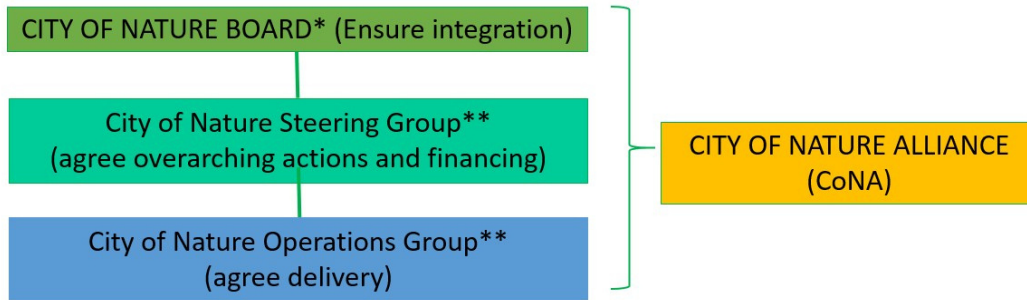 CITY OF NATURE BOARD* (Ensure integration)
City of Nature Steering Group**
(agree overarching actions and financing)
City of Nature Operations Group**
(agree delivery)
CITY OF NATURE ALLIANCE
(CoNA)